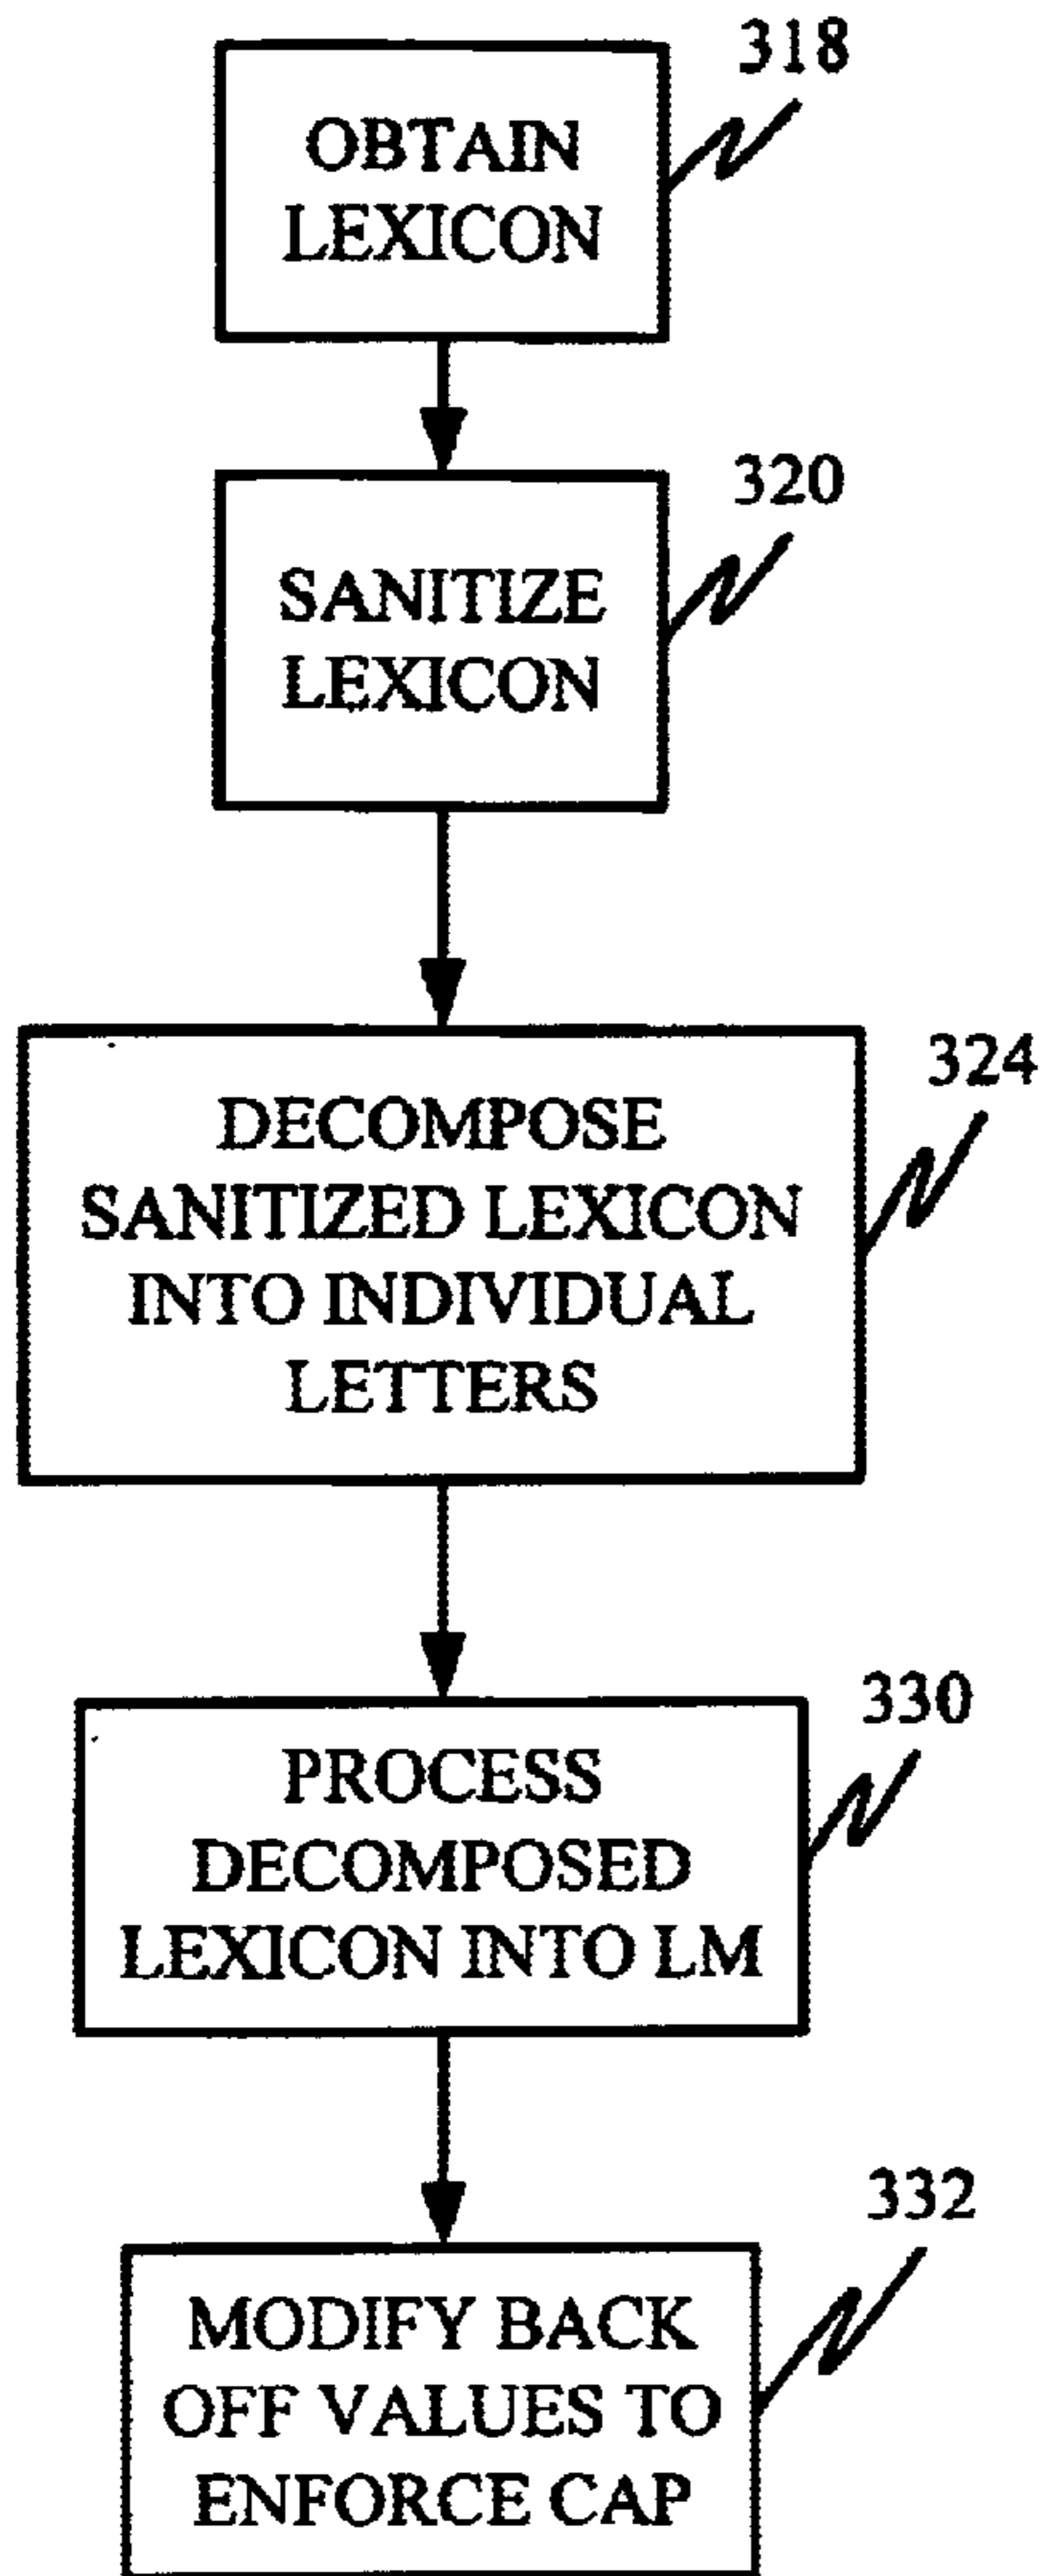 318
OBTAIN
LEXICON
320
SANITIZE
LEXICON
324
DECOMPOSE
SANITIZED LEXICON
INTO INDIVIDUAL
LETTERS
330
PROCESS
DECOMPOSED
LEXICON INTO LM
332
MODIFY BACK
OFF VALUES TO
ENFORCE CAP